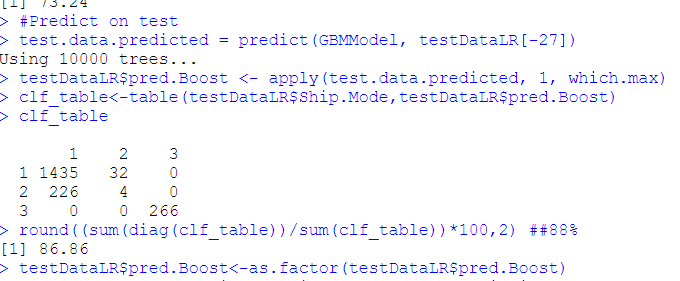 [1] 73.24
> #Predict on test
> test.data.predicted = predict(GBMModel, testDataLR[-27])
Using 10000 trees...
> testDataLR$pred.Boost <- apply(test.data.predicted, 1, which.max)
> clf_table<-table(testDataLR$Ship.Mode,testDataLR$pred.Boost)
> clf_table
1 2 3
1 1435 32 0
2 226 4 0
3 0 0 266
> round((sum(diag(clf_table))/sum(clf_table))*100,2) ##88%
[1] 86.86
> testDataLR$pred.Boost<-as.factor(testDataLR$pred.Boost)